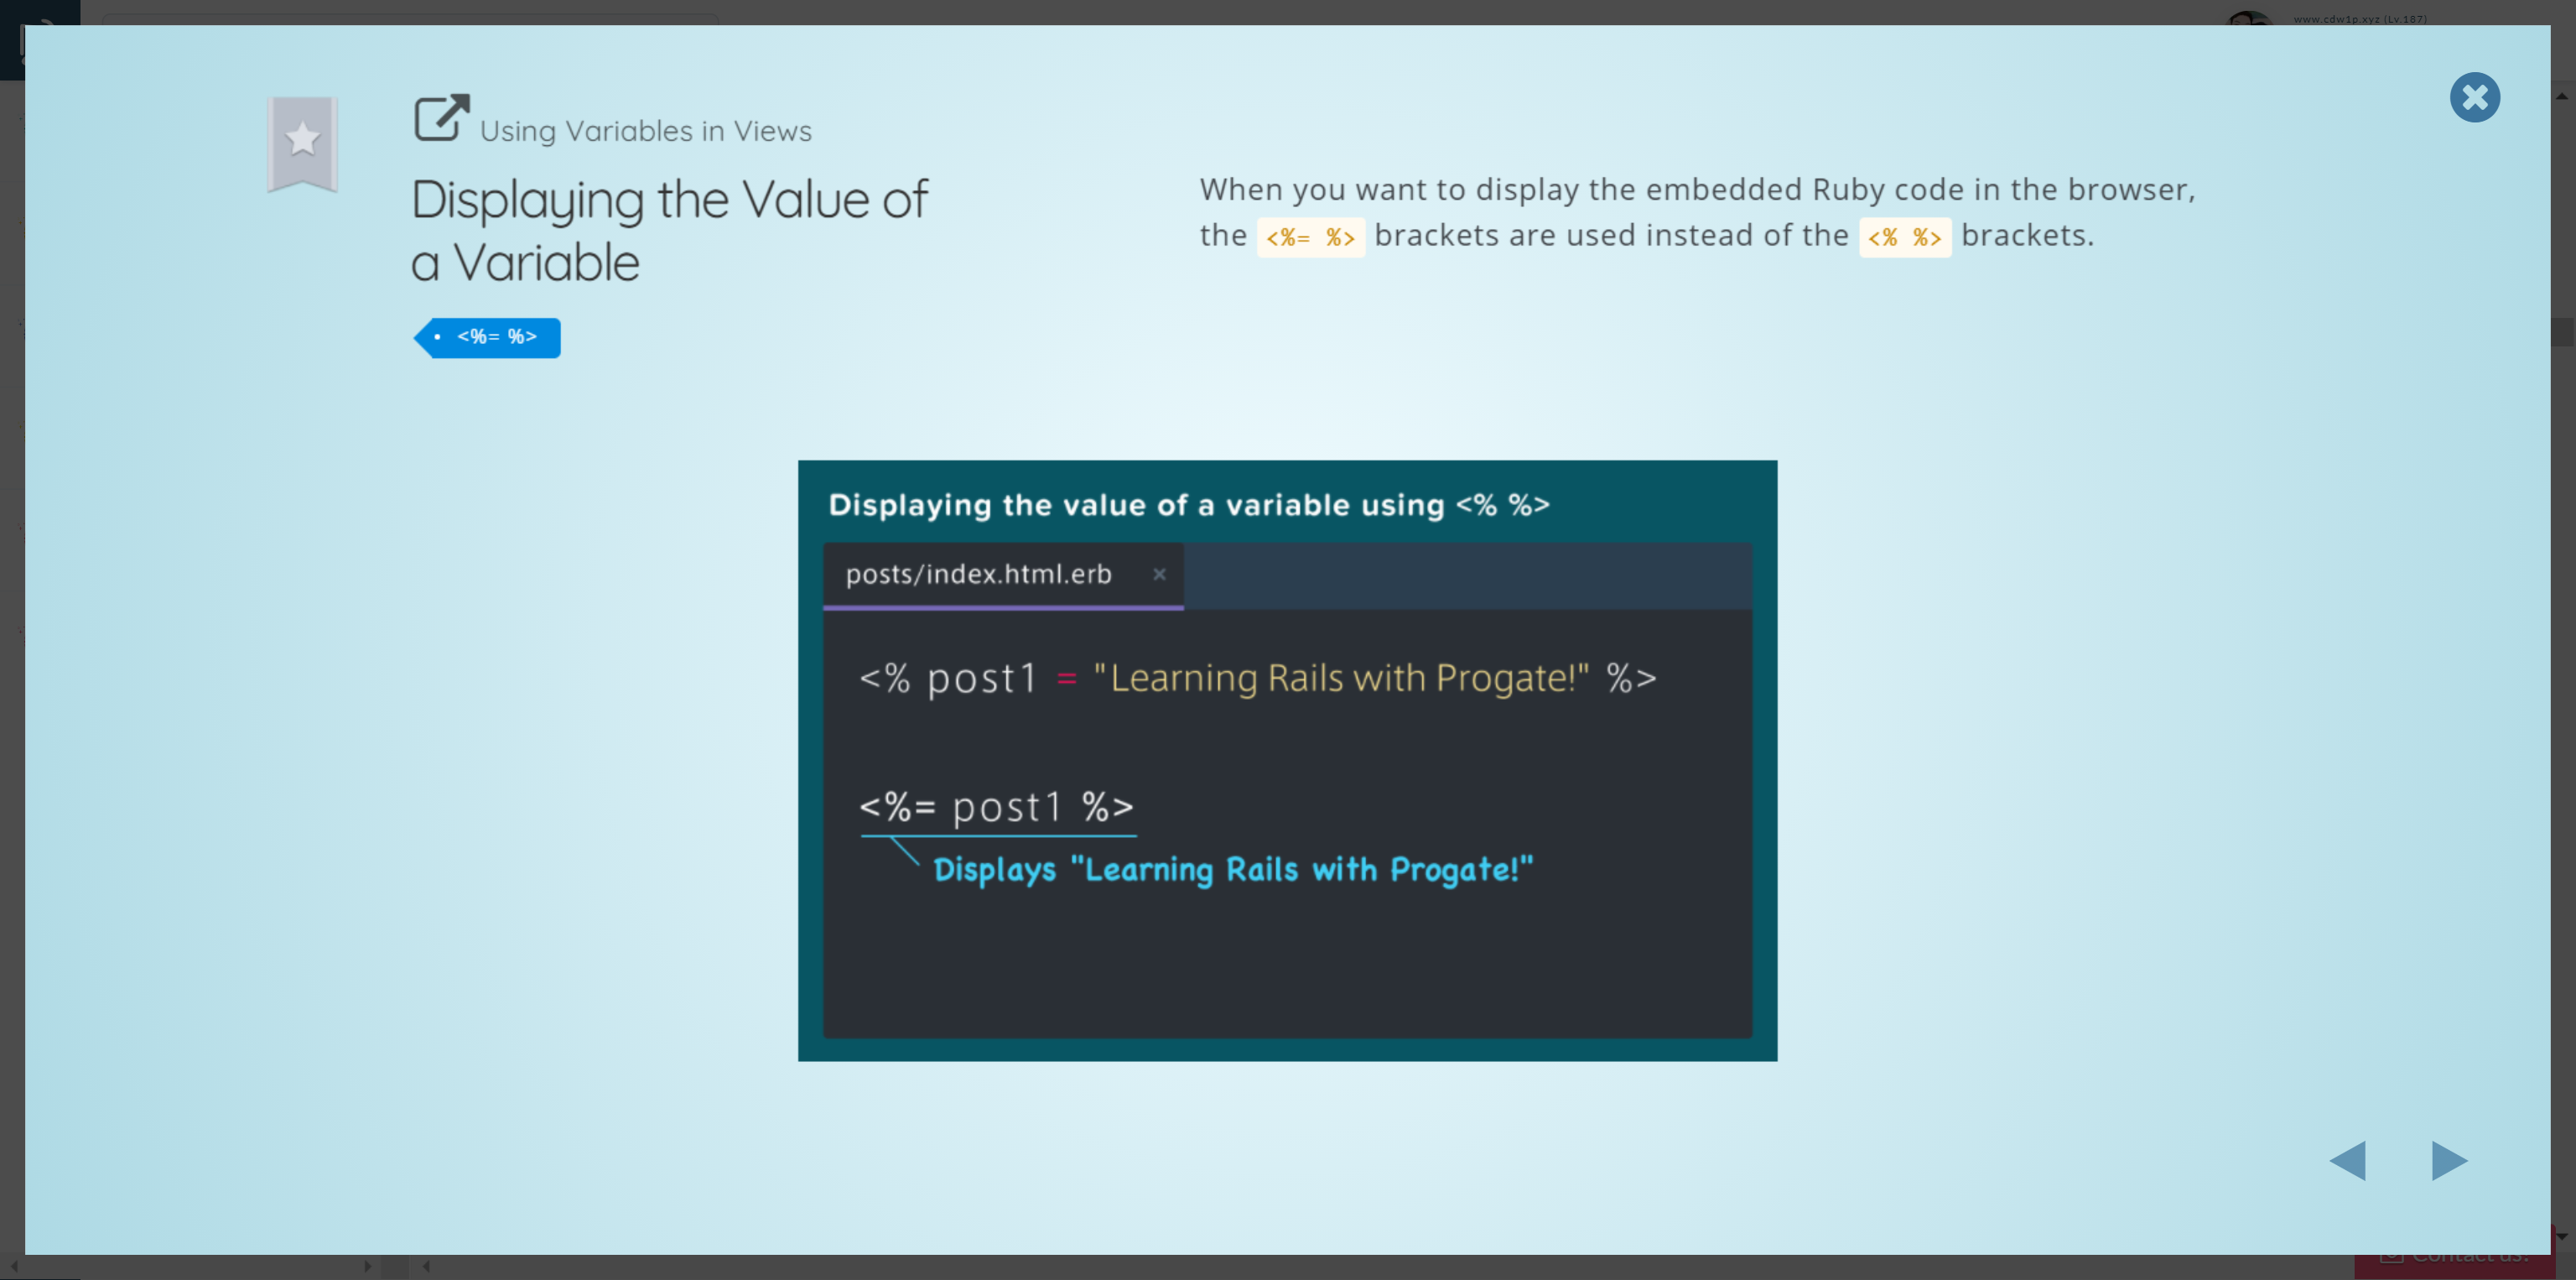 www.cdw1p.xyz (Lv.187)
Using Variables in Views
Displaying the Value of
a Variable
• <%= %>
When you want to display the embedded Ruby code in the browser,
the <%= %> brackets are used instead of the <% %> brackets.
Displaying the value of a variable using <% %>
posts/index.html.erb ×
<% post1 = "Learning Rails with Progate!" %>
<%= post1 %>
Displays "Learning Rails with Progate!"
Contact us!